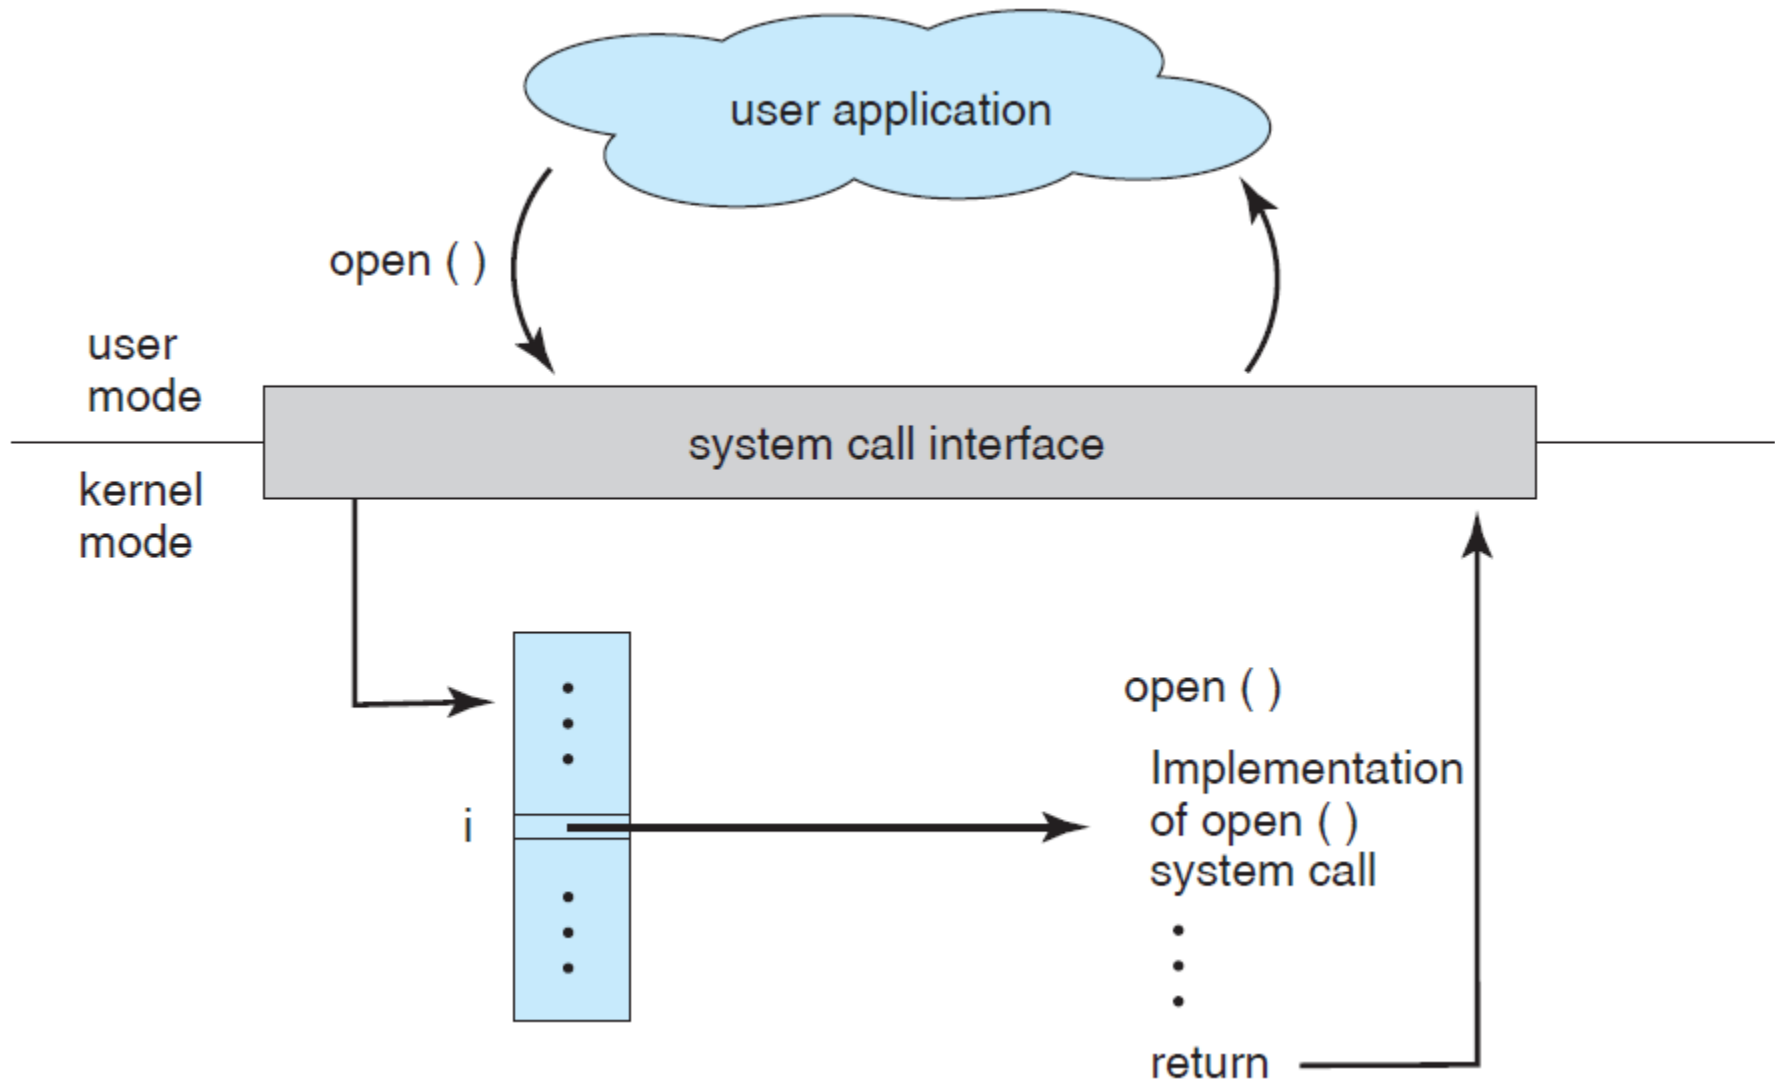 user application
open ( )
user
mode
system call interface
kernel
mode
open ( )
Implementation
of open ( )
system call
i
return